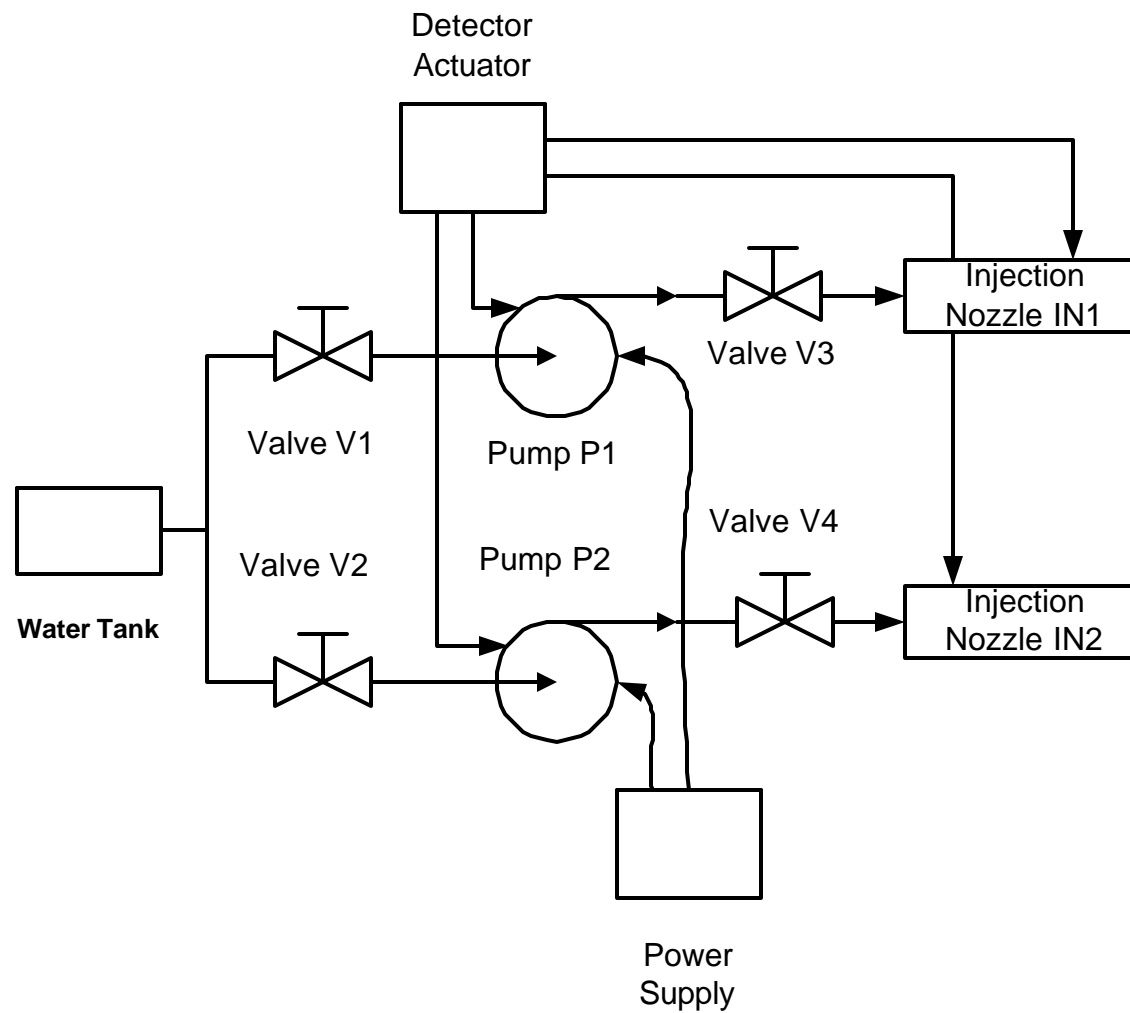 Detector
Actuator
Injection
Nozzle IN1
Valve V3
Valve V1
Pump P1
Valve V4
Valve V2
Pump P2
Injection
Nozzle IN2
Water Tank
Power
Supply